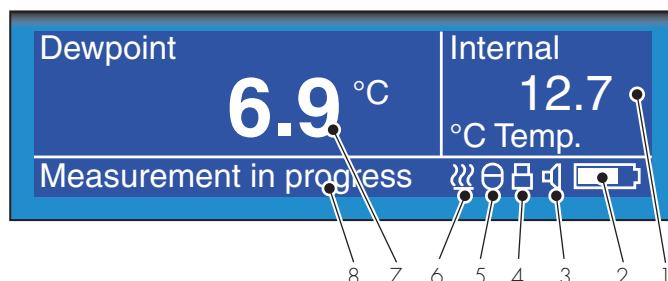 Dewpoint
6.9 °C
Internal
12.7
°C Temp.
Measurement in progress
8 7 6 5 4 3 2 1